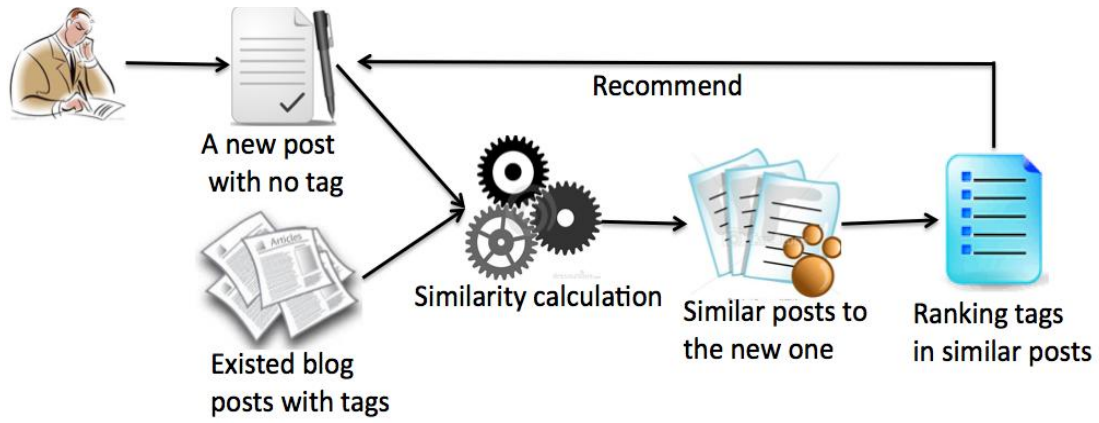 Recommend
A new post
with no tag
Articles
Similarity calculation
Existed blog
posts with tags
Similar posts to
the new one
Ranking tags
in similar posts